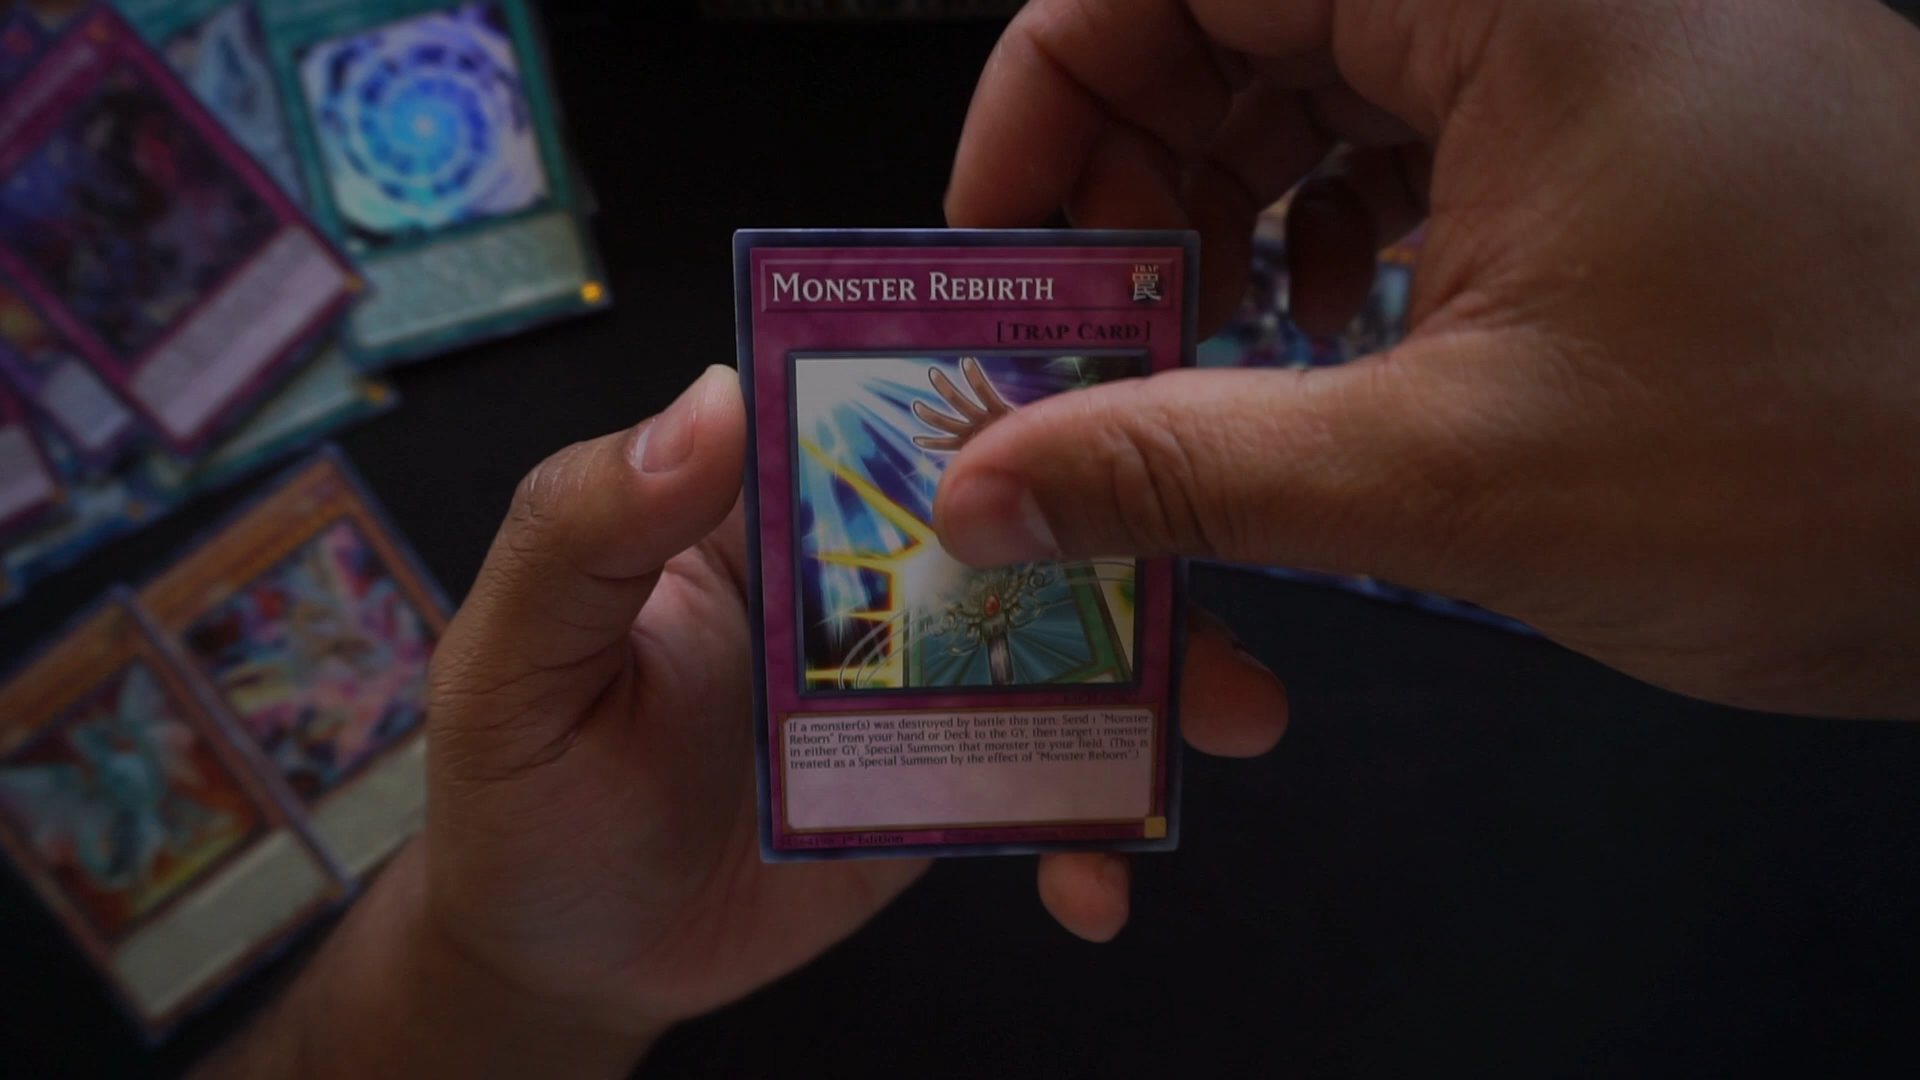 MONSTER REBIRTH
TRAP
罠
[TRAP CARD]
If a monster(s) was destroyed by battle this turn: Send 1 "Monster
Reborn" from your hand or Deck to the GY, then target 1 monster
in either GY; Special Summon that monster to your field. (This is
treated as a Special Summon by the effect of "Monster Reborn".)
1st Edition